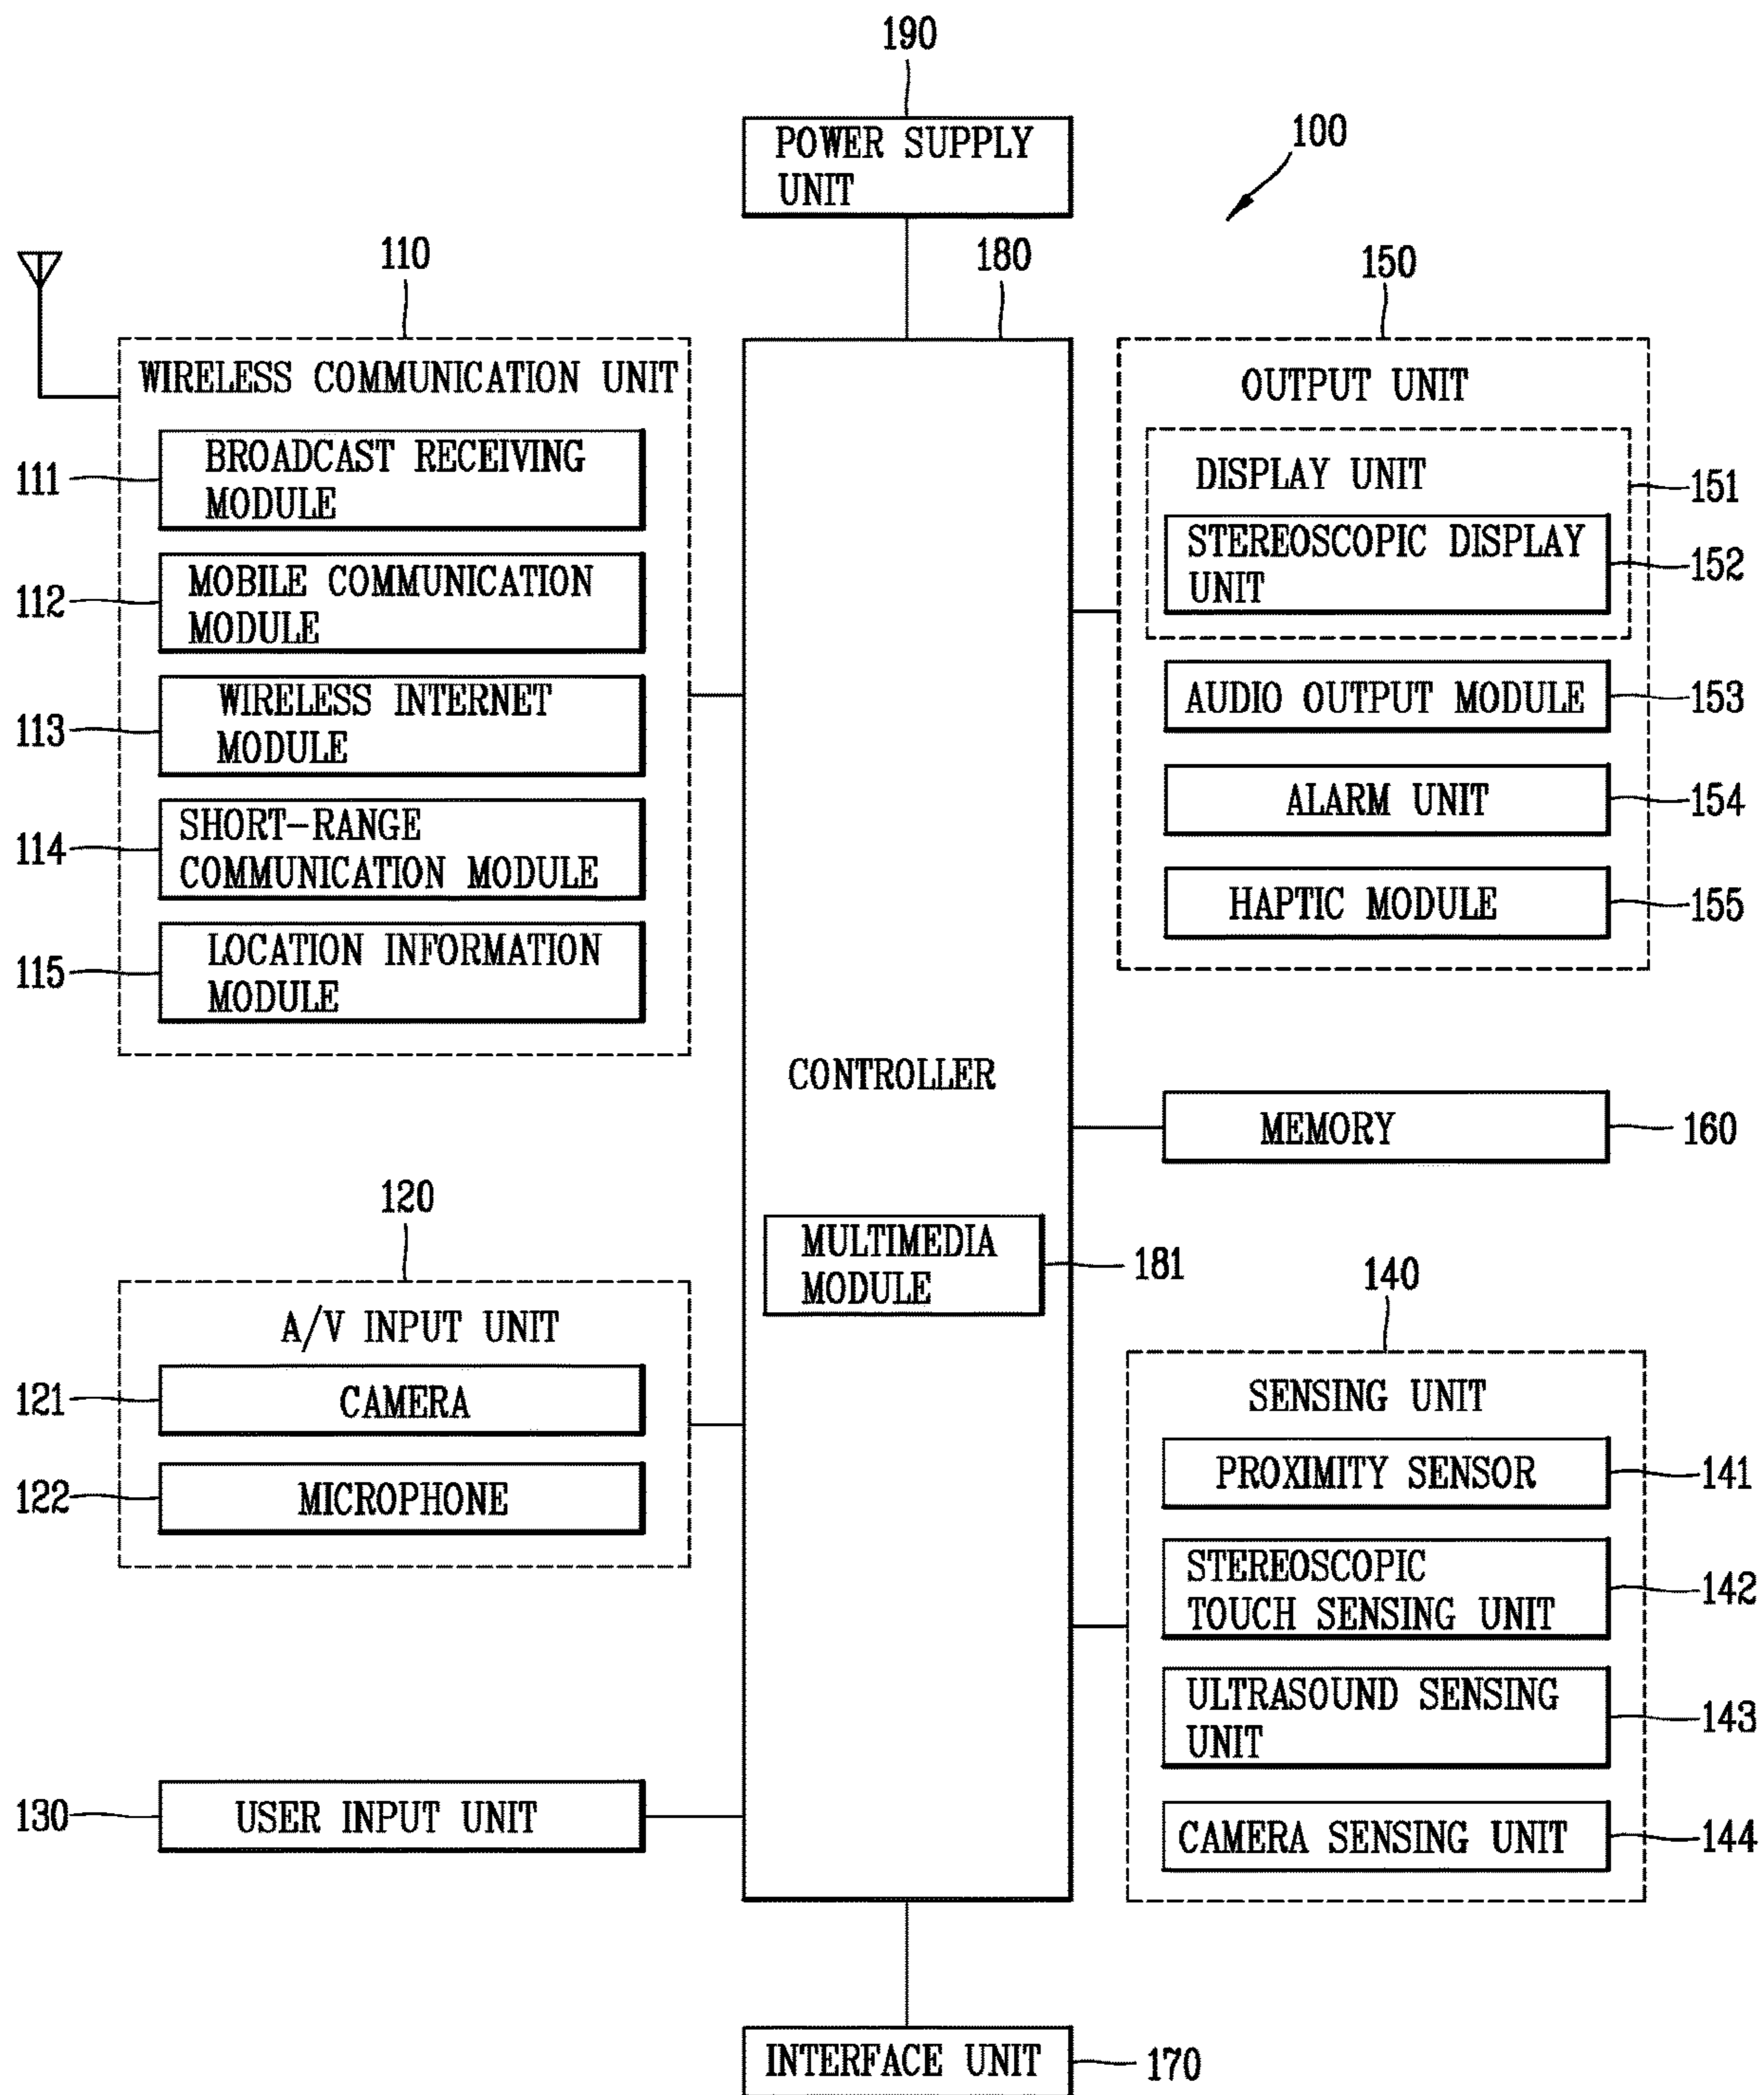 190
POWER SUPPLY
UNIT
100
110
180
150
WIRELESS COMMUNICATION UNIT
111
BROADCAST RECEIVING
MODULE
112
MOBILE COMMUNICATION
MODULE
113
WIRELESS INTERNET
MODULE
114
SHORT-RANGE
COMMUNICATION MODULE
115
LOCATION INFORMATION
MODULE
OUTPUT UNIT
DISPLAY UNIT
151
STEREOSCOPIC DISPLAY
UNIT
152
AUDIO OUTPUT MODULE
153
ALARM UNIT
154
HAPTIC MODULE
155
CONTROLLER
MEMORY
160
MULTIMEDIA
MODULE
181
120
A/V INPUT UNIT
121
CAMERA
122
MICROPHONE
140
SENSING UNIT
PROXIMITY SENSOR
141
STEREOSCOPIC
TOUCH SENSING UNIT
142
ULTRASOUND SENSING
UNIT
143
CAMERA SENSING UNIT
144
130
USER INPUT UNIT
INTERFACE UNIT
170